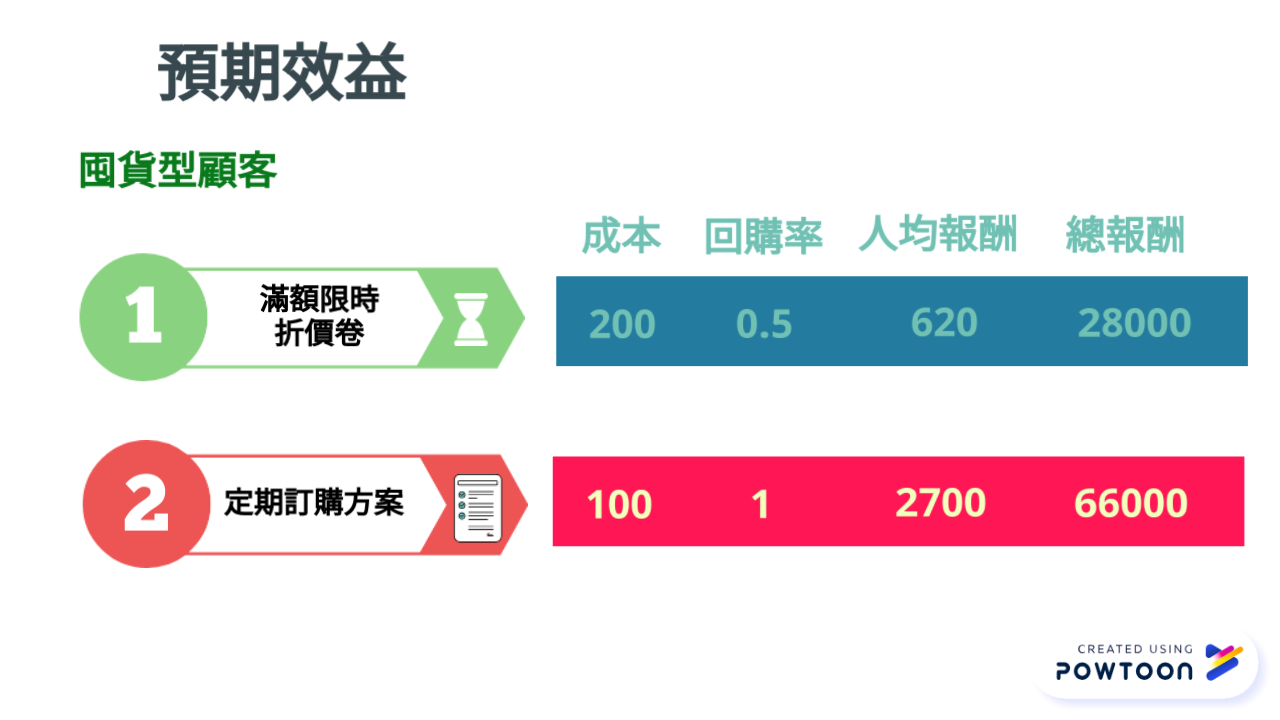 預期效益
囤貨型顧客
成本 回購率 人均報酬 總報酬
1 滿額限時
折價卷
200 0.5 620 28000
2 定期訂購方案
100 1 2700 66000
CREATED USING
POWTOON